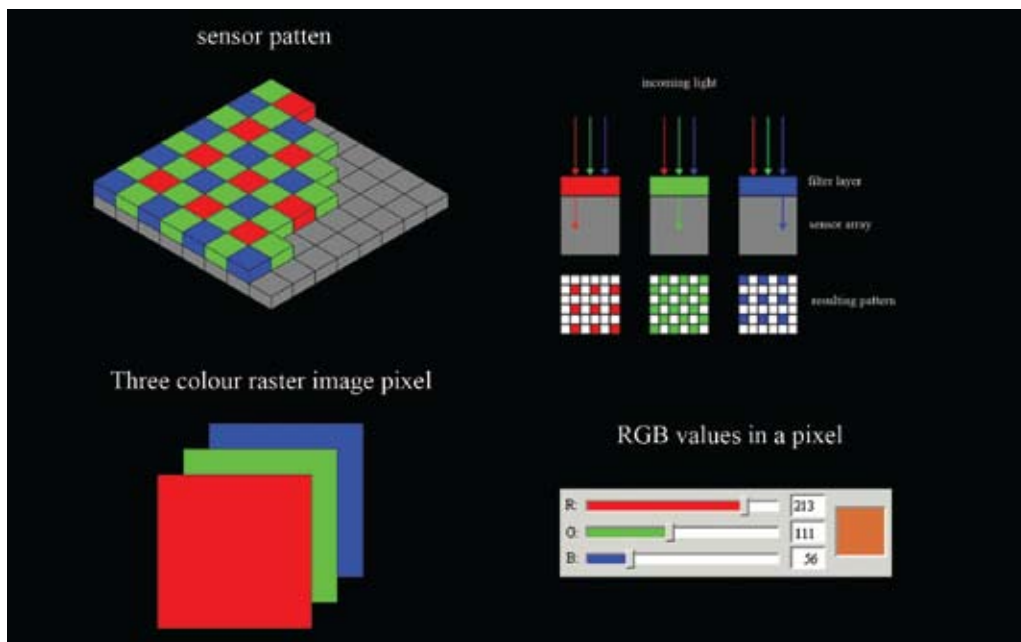 sensor patten
incoming light
filter layer
sensor array
resulting pattern
Three colour raster image pixel
RGB values in a pixel
R: 213
G: 111
B: 56